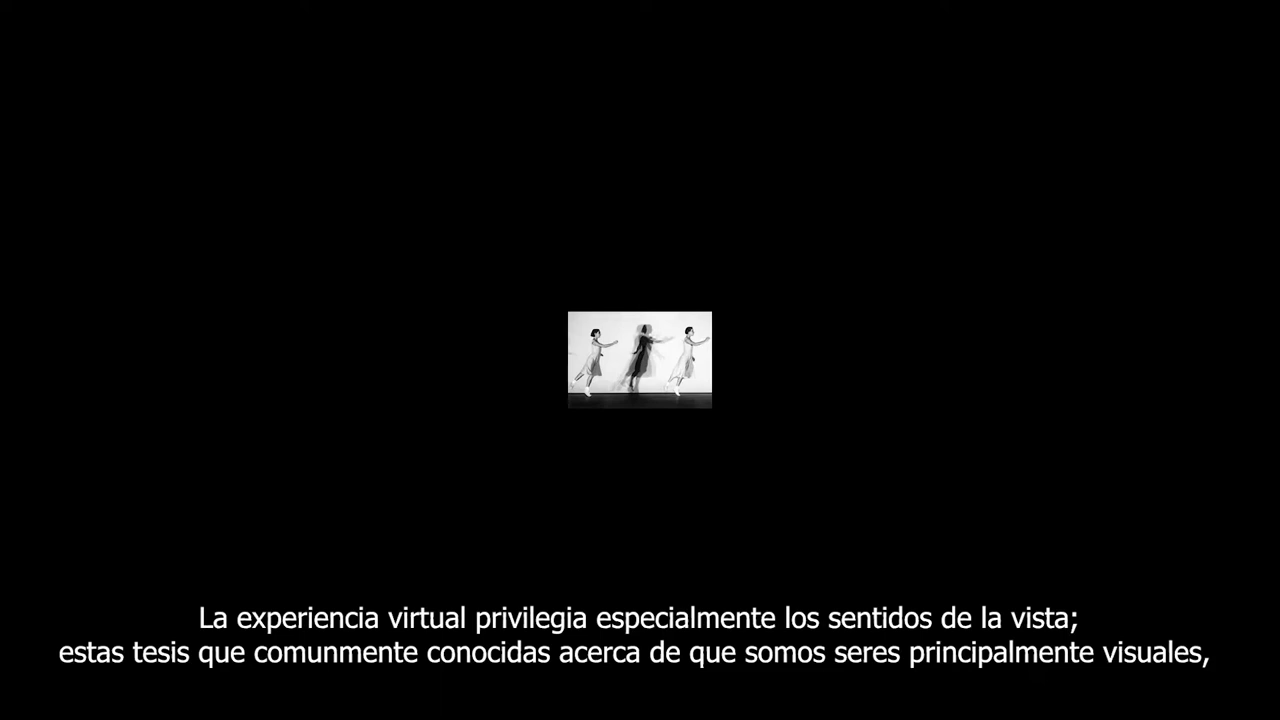 La experiencia virtual privilegia especialmente los sentidos de la vista;
estas tesis que comunmente conocidas acerca de que somos seres principalmente visuales,